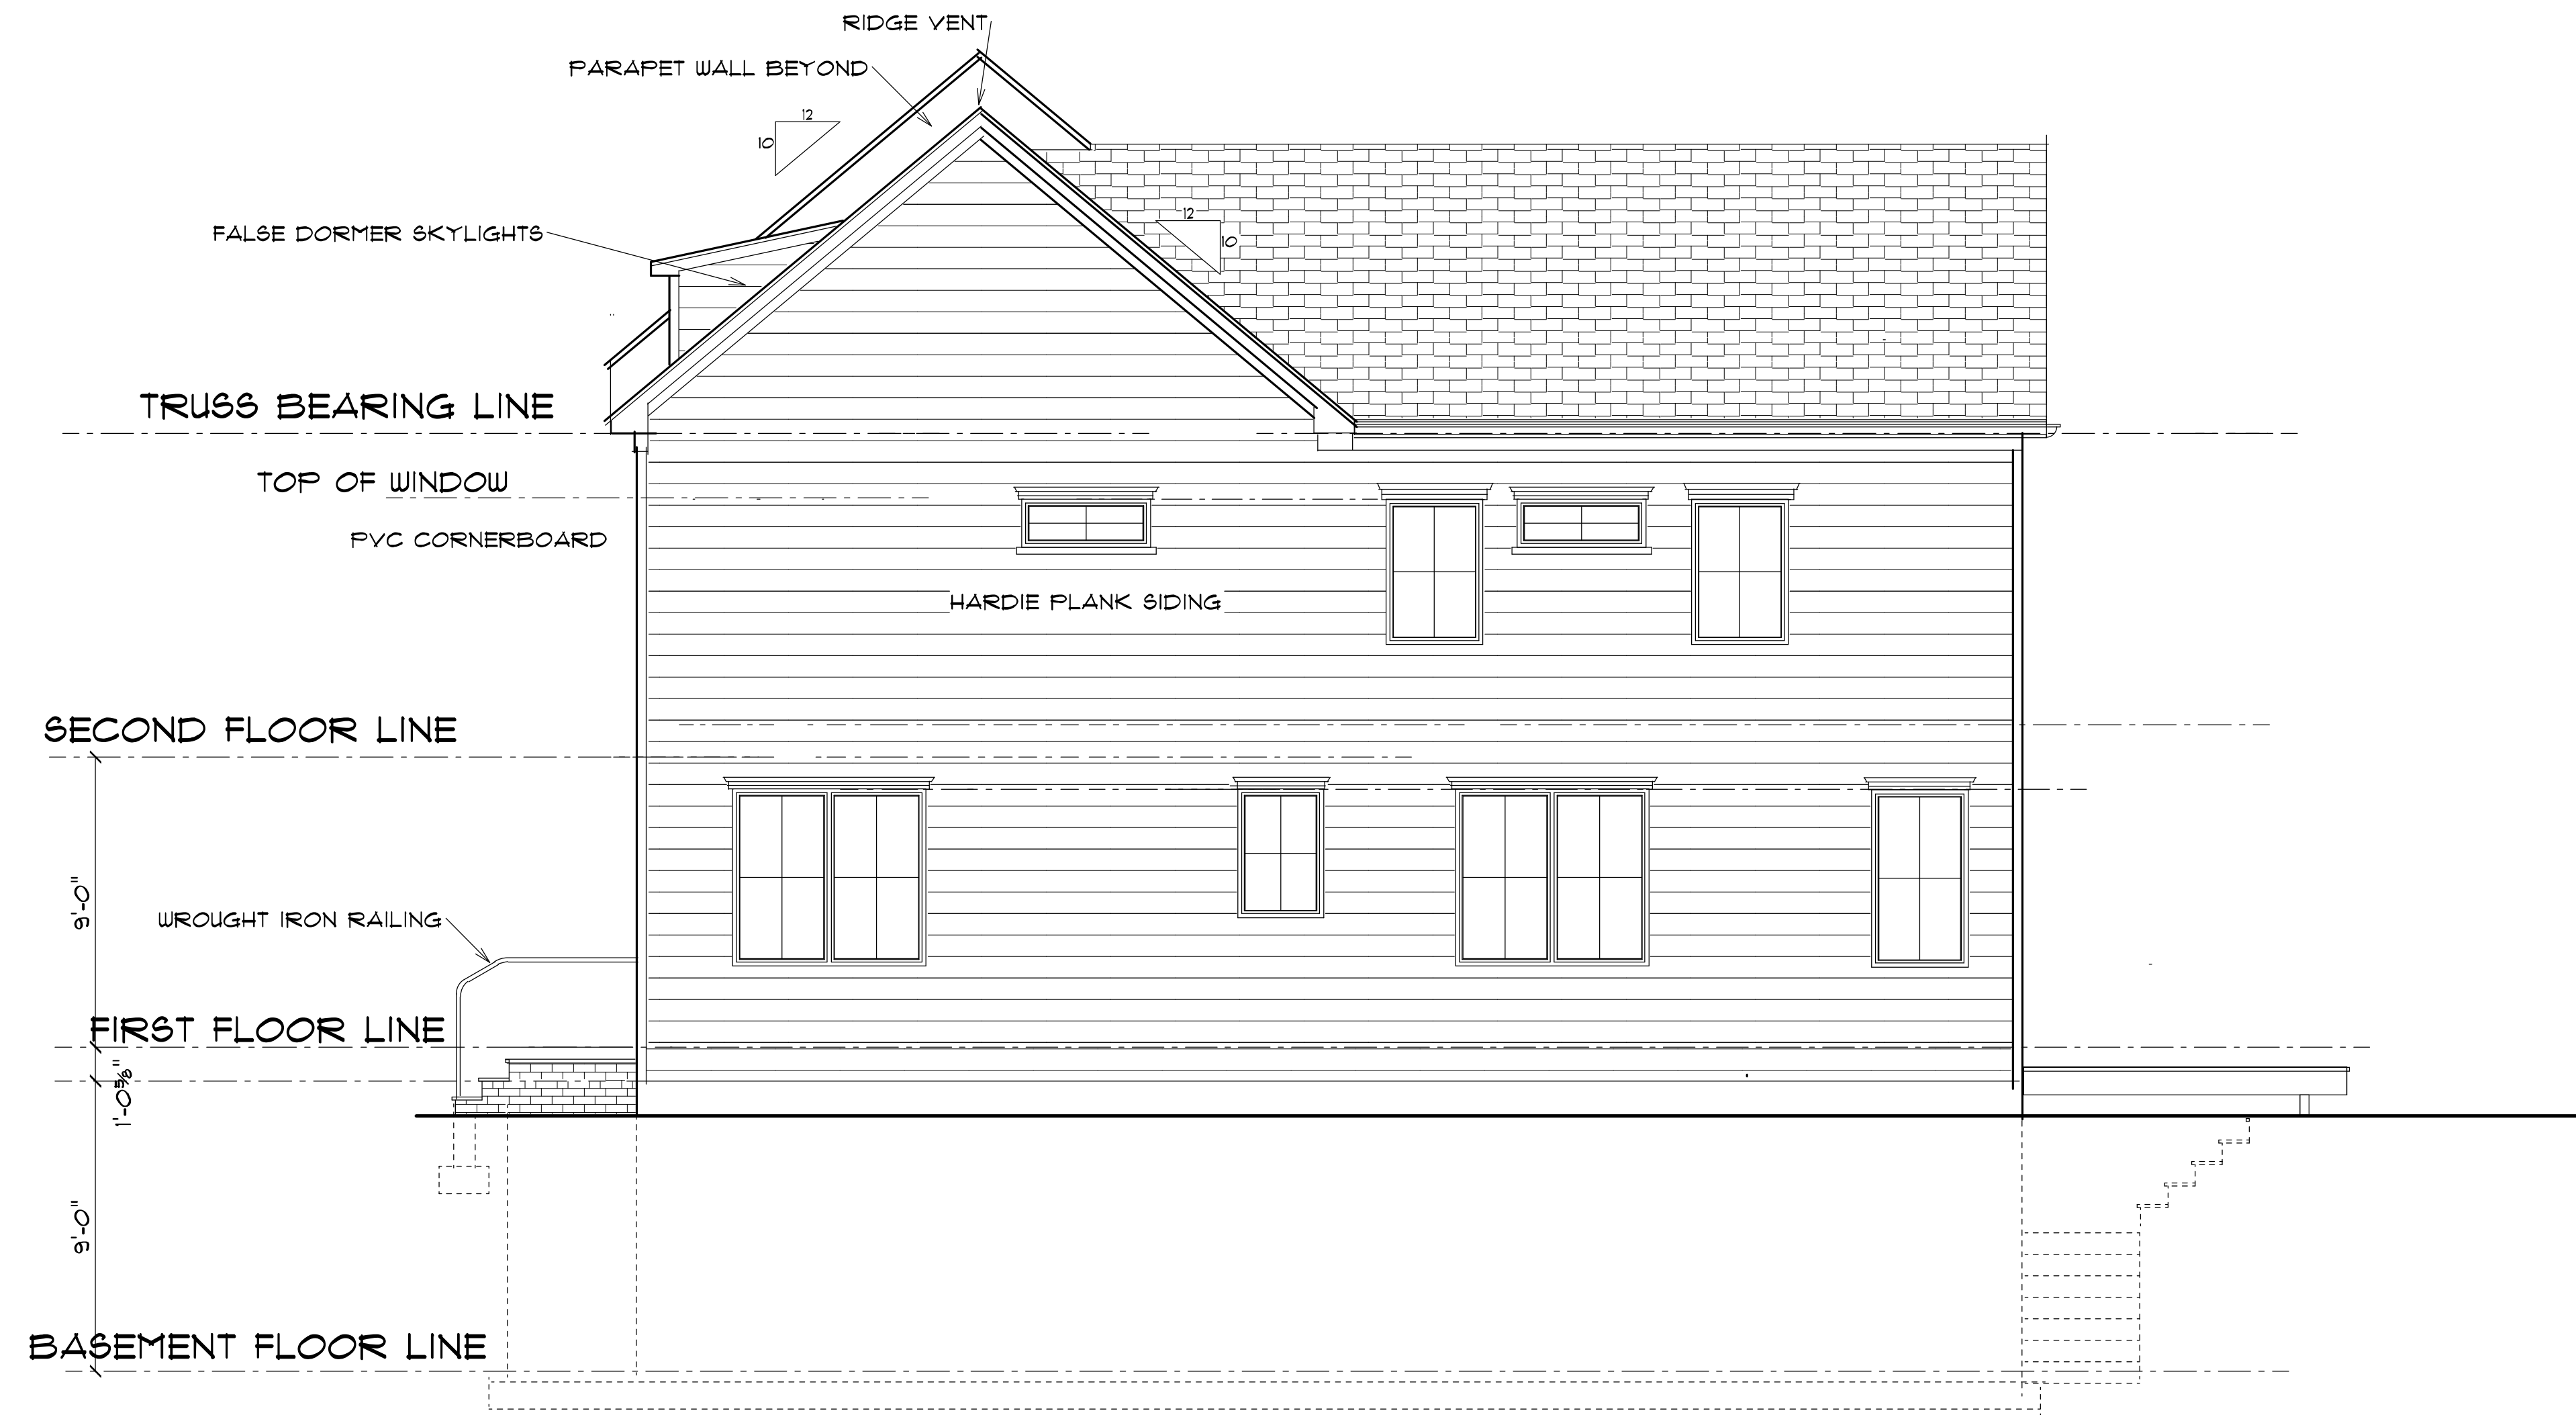 RIDGE VENT
PARAPET WALL BEYOND
12
10
12
10
FALSE DORMER SKYLIGHTS
TRUSS BEARING LINE
TOP OF WINDOW
PVC CORNERBOARD
HARDIE PLANK SIDING
SECOND FLOOR LINE
9'-0"
WROUGHT IRON RAILING
FIRST FLOOR LINE
1'-0⅝"
9'-0"
BASEMENT FLOOR LINE